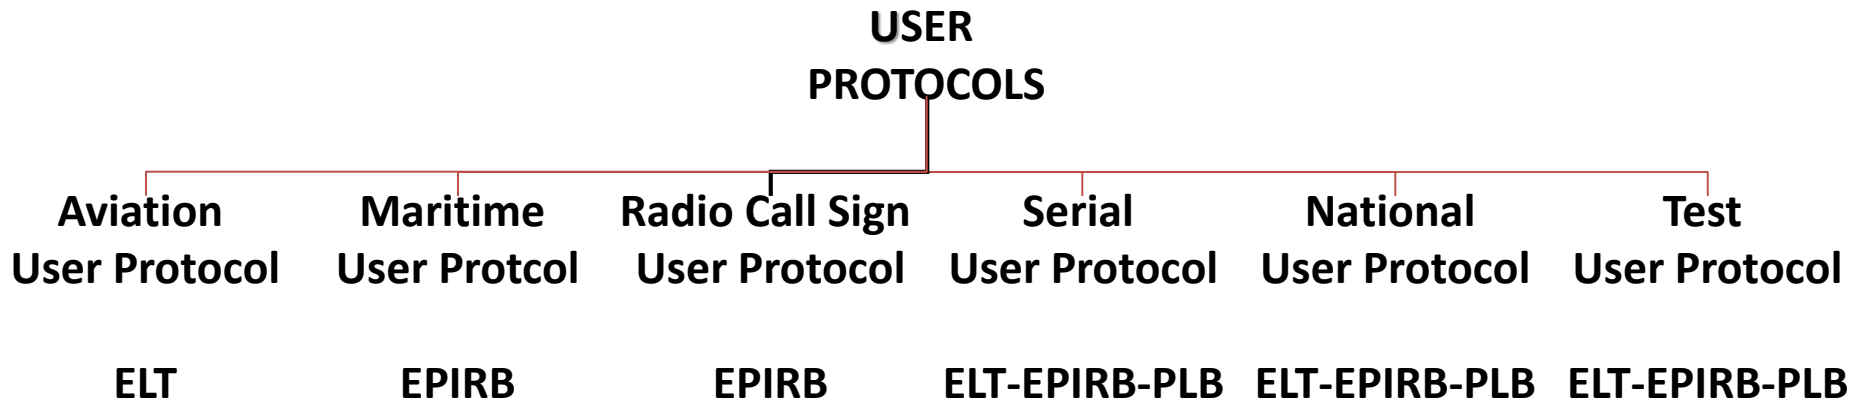 USER
PROTOCOLS
Aviation
User Protocol
ELT
Maritime
User Protcol
EPIRB
Radio Call Sign
User Protocol
EPIRB
Serial
User Protocol
ELT-EPIRB-PLB
National
User Protocol
ELT-EPIRB-PLB
Test
User Protocol
ELT-EPIRB-PLB